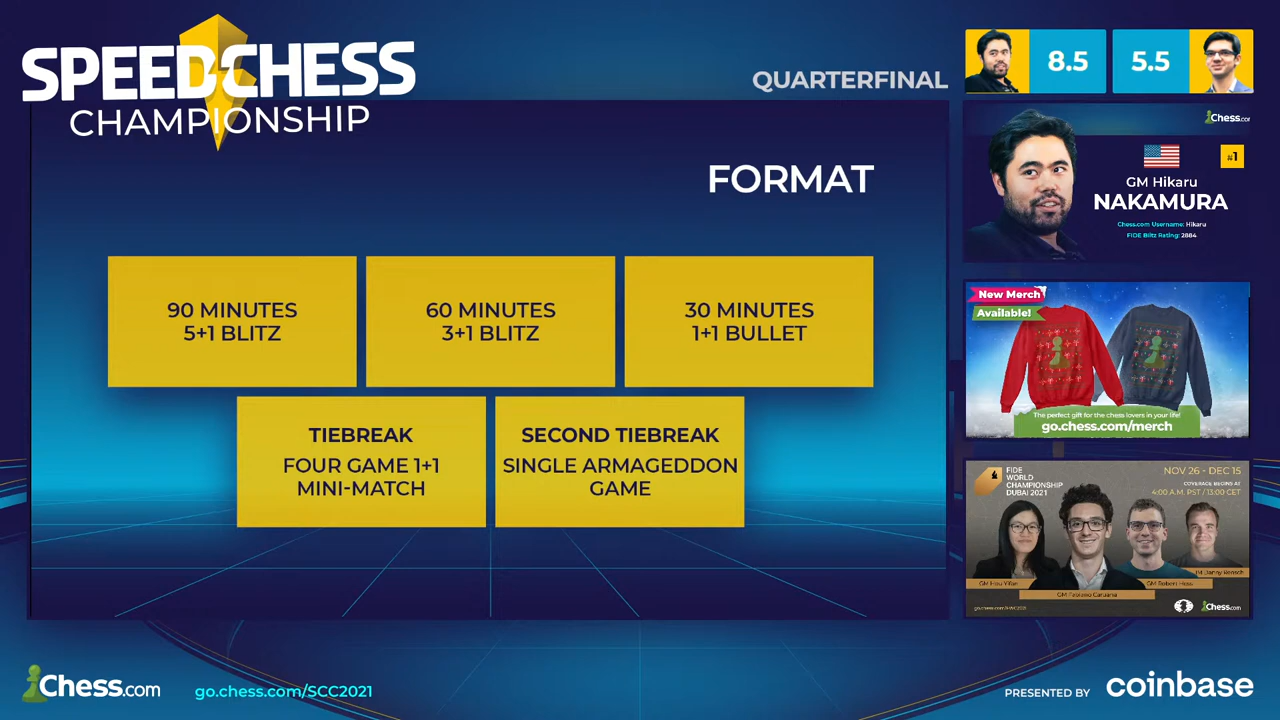 SPEED CHESS
CHAMPIONSHIP
QUARTERFINAL
8.5
5.5
FORMAT
90 MINUTES
5+1 BLITZ
60 MINUTES
3+1 BLITZ
30 MINUTES
1+1 BULLET
TIEBREAK
FOUR GAME 1+1
MINI-MATCH
SECOND TIEBREAK
SINGLE ARMAGEDDON
GAME
Chess.com
#1
GM Hikaru
NAKAMURA
Chess.com Username: Hikaru
FIDE Blitz Rating: 2884
New Merch
Available!
The perfect gift for the chess lovers in your life!
go.chess.com/merch
FIDE
WORLD
CHAMPIONSHIP
DUBAI 2021
NOV 26 - DEC 15
COVERAGE BEGINS AT
4:00 A.M. PST / 13:00 CET
IM Danny Rensch
GM Hou Yifan
GM Robert Hess
GM Fabiano Caruana
Chess.com
Chess.com
go.chess.com/SCC2021
PRESENTED BY
coinbase